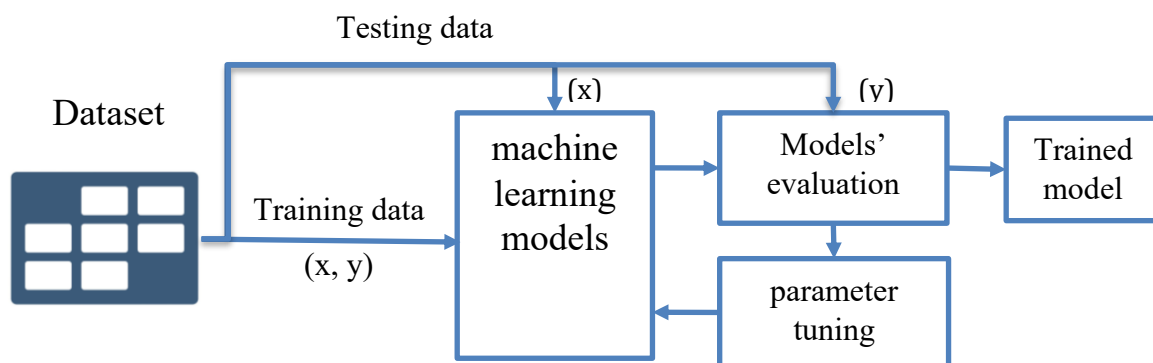 Testing data
(x)
(y)
Dataset
machine
learning
models
Models’
evaluation
Trained
model
Training data
(x, y)
parameter
tuning